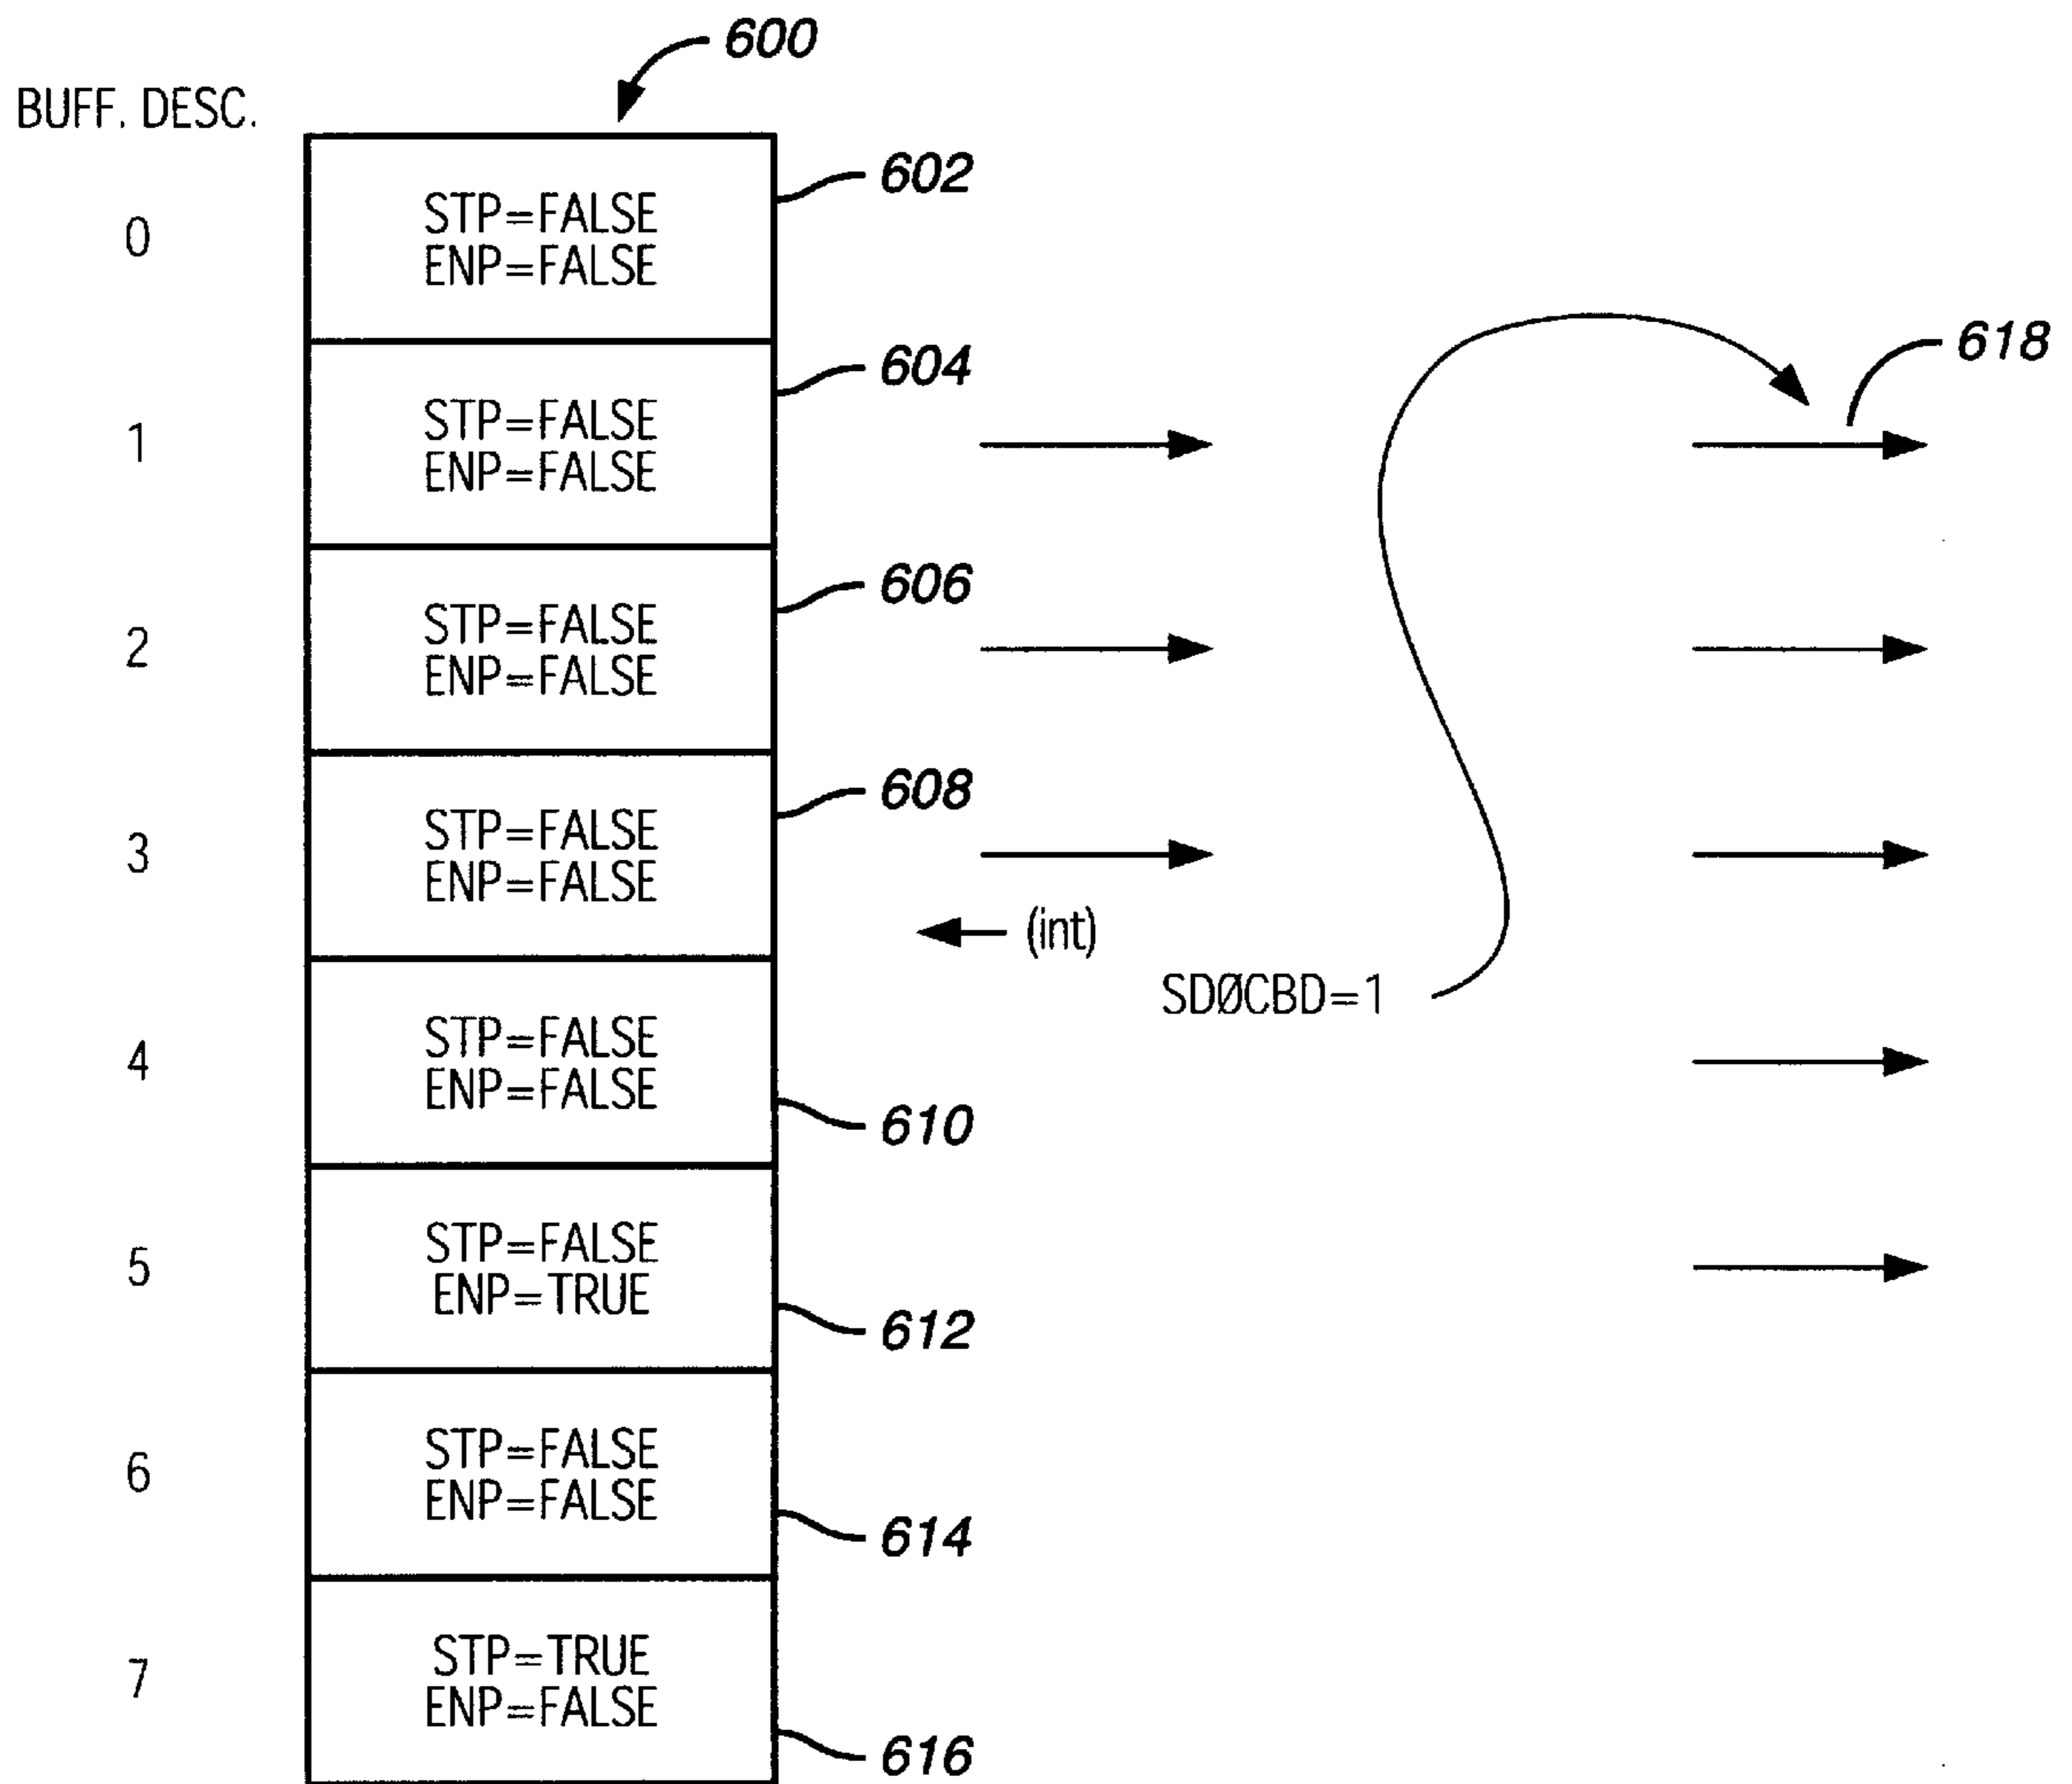 600
BUFF. DESC.
0
STP=FALSE
ENP=FALSE
602
1
STP=FALSE
ENP=FALSE
604
618
2
STP=FALSE
ENP=FALSE
606
3
STP=FALSE
ENP=FALSE
608
(int)
SDØCBD=1
4
STP=FALSE
ENP=FALSE
610
5
STP=FALSE
ENP=TRUE
612
6
STP=FALSE
ENP=FALSE
614
7
STP=TRUE
ENP=FALSE
616